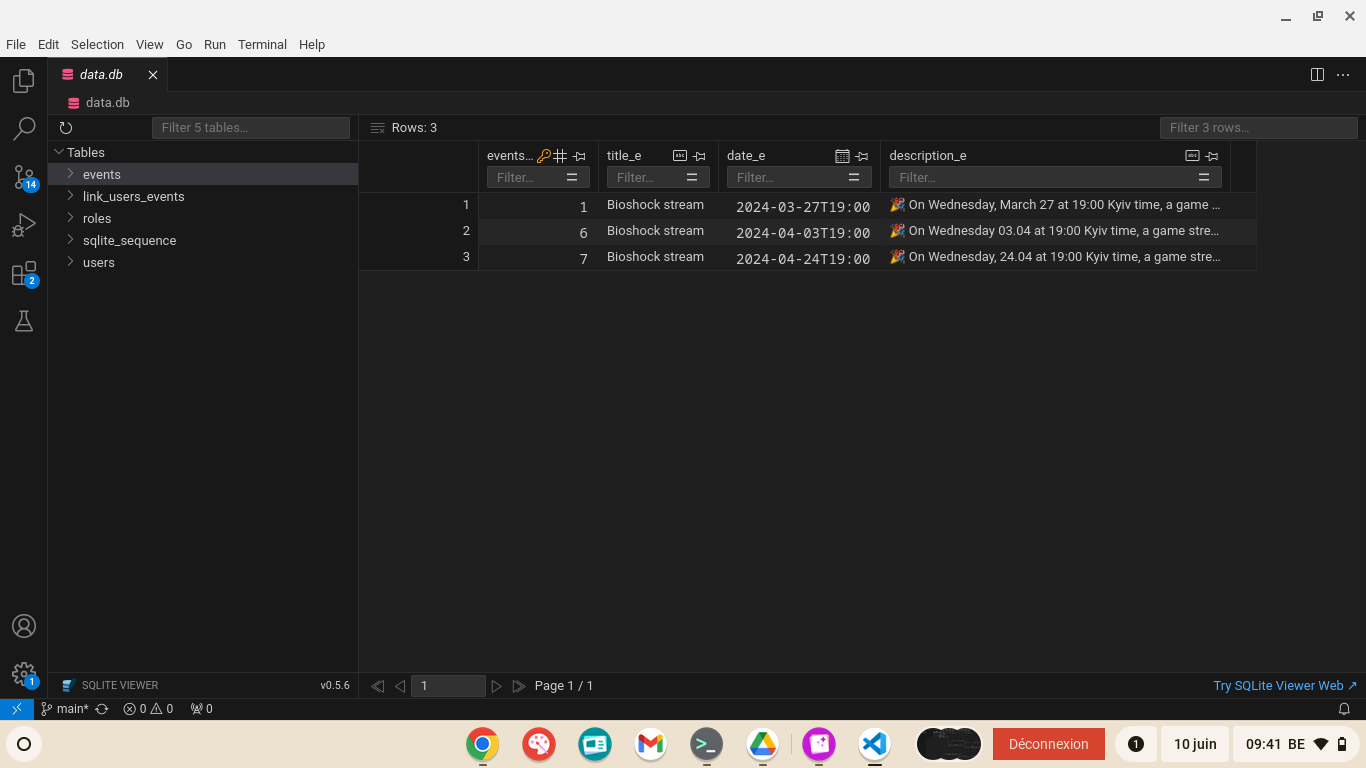 File Edit Selection View Go Run Terminal Help
data.db
data.db
Filter 5 tables...
Rows: 3
Filter 3 rows...
Tables
events
link_users_events
roles
sqlite_sequence
users
events... title_e date_e description_e
Filter... Filter... Filter... Filter...
1 1 Bioshock stream 2024-03-27T19:00 🎉 On Wednesday, March 27 at 19:00 Kyiv time, a game ...
2 6 Bioshock stream 2024-04-03T19:00 🎉 On Wednesday 03.04 at 19:00 Kyiv time, a game stre...
3 7 Bioshock stream 2024-04-24T19:00 🎉 On Wednesday, 24.04 at 19:00 Kyiv time, a game stre...
14
2
1
SQLITE VIEWER v0.5.6
1 Page 1 / 1
Try SQLite Viewer Web ↗
main* 0 0 0
Déconnexion 1 10 juin 09:41 BE